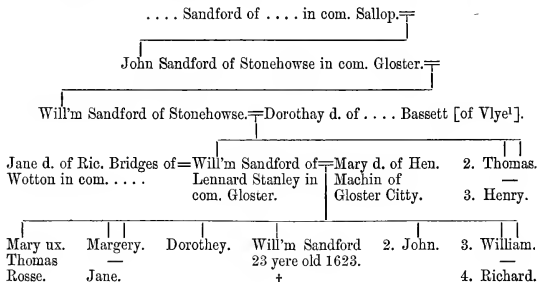 . . . . Sandford of . . . . in com. Sallop.
John Sandford of Stonehowse in com. Gloster.
Will'm Sandford of Stonehowse. Dorothay d. of . . . . Bassett [of Vlye¹].
Jane d. of Ric. Bridges of Will'm Sandford of Mary d. of Hen. 2. Thomas.
Wotton in com. . . . . Lennard Stanley in Machin of —
com. Gloster. Gloster Citty. 3. Henry.
Mary ux. Margery. Dorothey. Will'm Sandford 2. John. 3. William.
Thomas — 23 yere old 1623. —
Rosse. Jane. + 4. Richard.